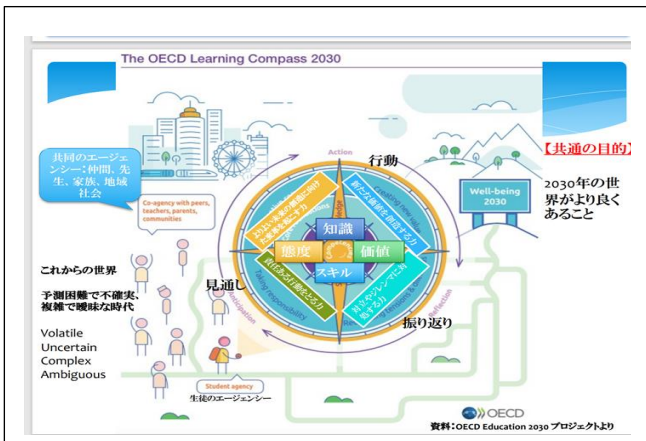 The OECD Learning Compass 2030
共同のエージェ
ンシー:仲間、先
生、家族、地域
社会
Co-agency with peers,
teachers, parents,
communities
Action
行動
【共通の目的】
Well-being
2030
2030年の世
界がより良く
あること
よりよい未来の創造に向け
た変革を起こす力
新たな価値を創造する力
Creating new value
知識
態度
価値
スキル
責任ある行動をとる力
対立やジレンマに対
処する力
Taking responsibility
見通し
Anticipation
Reflection
振り返り
これからの世界
予測困難で不確実、
複雑で曖昧な時代
Volatile
Uncertain
Complex
Ambiguous
Student agency
生徒のエージェンシー
OECD
資料:OECD Education 2030 プロジェクトより